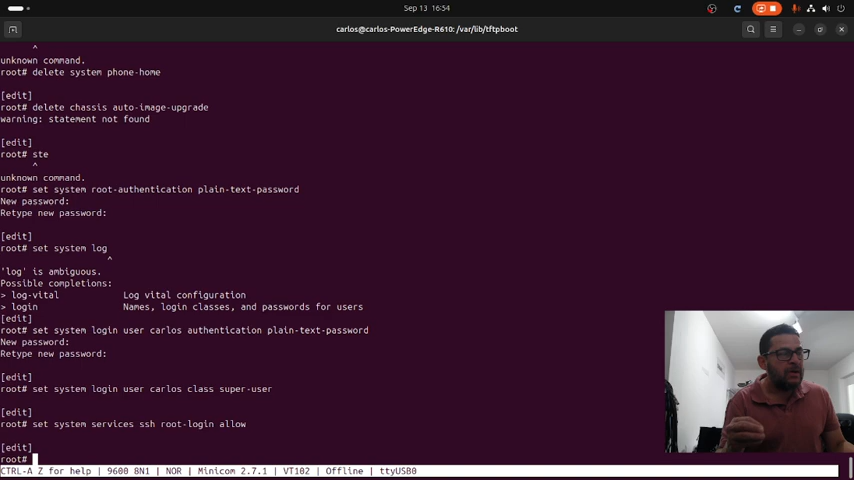 Sep 13 16:54
carlos@carlos-PowerEdge-R610: /var/lib/tftpboot
^
unknown command.
root# delete system phone-home
[edit]
root# delete chassis auto-image-upgrade
warning: statement not found
[edit]
root# ste
^
unknown command.
root# set system root-authentication plain-text-password
New password:
Retype new password:
[edit]
root# set system log
^
'log' is ambiguous.
Possible completions:
> log-vital Log vital configuration
> login Names, login classes, and passwords for users
[edit]
root# set system login user carlos authentication plain-text-password
New password:
Retype new password:
[edit]
root# set system login user carlos class super-user
[edit]
root# set system services ssh root-login allow
[edit]
root#
CTRL-A Z for help | 9600 8N1 | NOR | Minicom 2.7.1 | VT102 | Offline | ttyUSB0